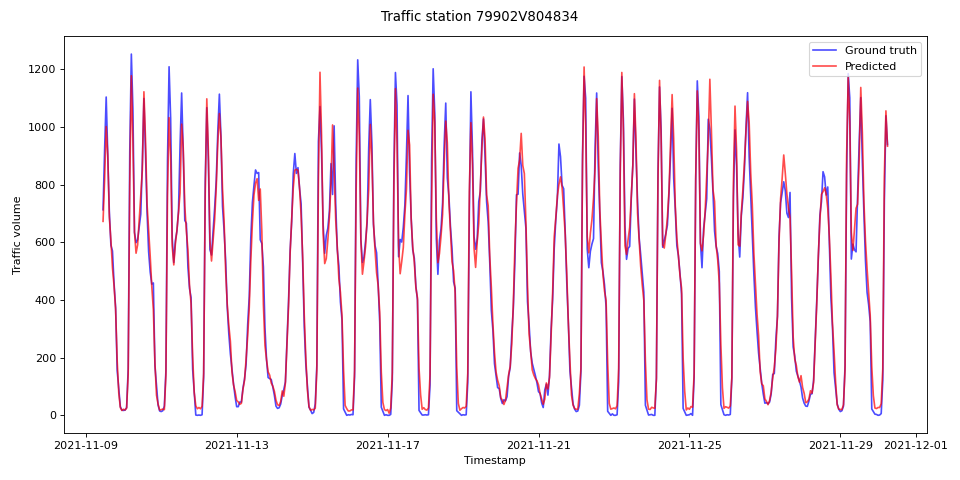 Traffic station 79902V804834
Ground truth
Predicted
Traffic volume
1200
1000
800
600
400
200
0
2021-11-09
2021-11-13
2021-11-17
2021-11-21
2021-11-25
2021-11-29
2021-12-01
Timestamp